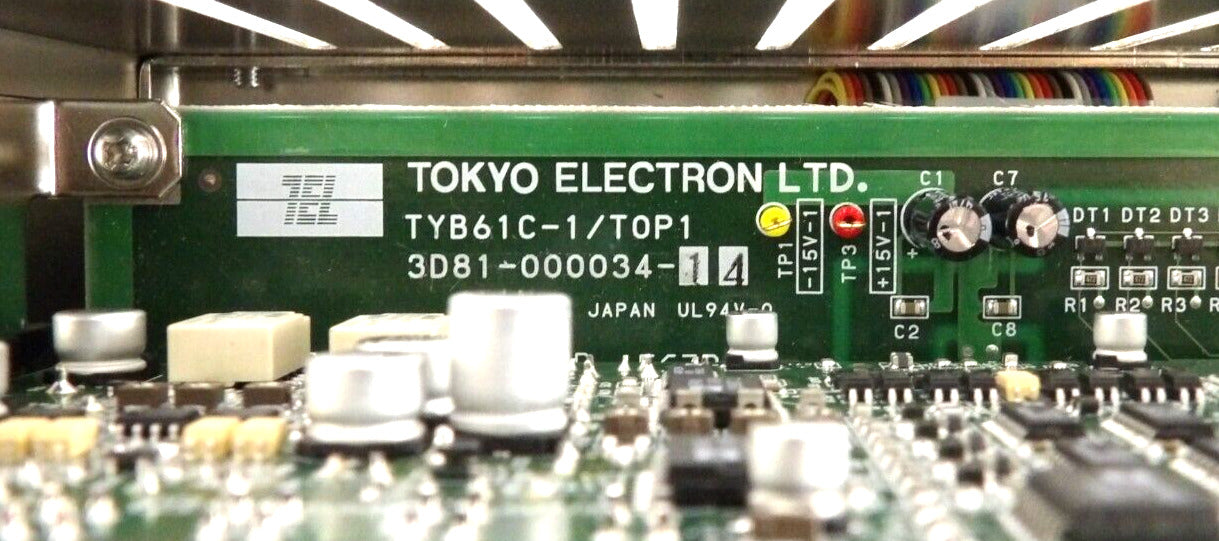 TEL
TOKYO ELECTRON LTD.
TYB61C-1/TOP1
3D81-000034-14
JAPAN UL94V-0
TP1
-15V-1
TP3
+15V-1
C1
C7
+
C2
C8
DT1 DT2 DT3
R1 R2 R3